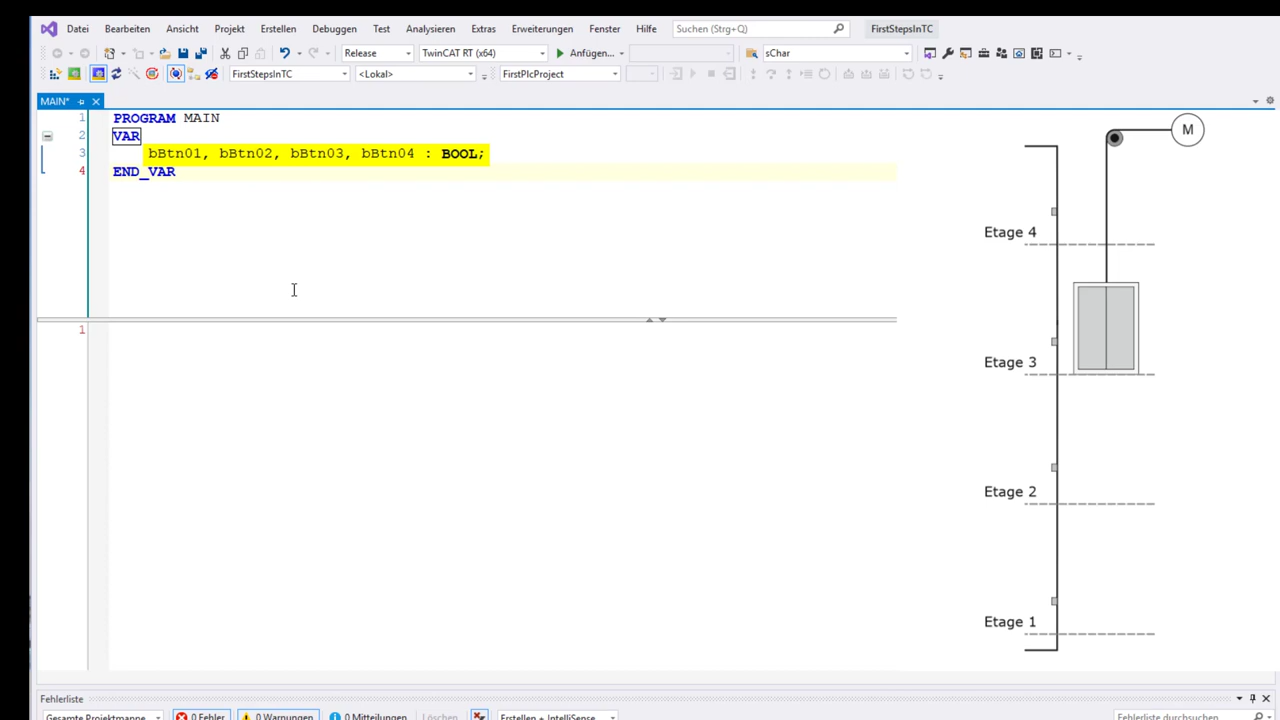 Datei Bearbeiten Ansicht Projekt Erstellen Debuggen Test Analysieren Extras Erweiterungen Fenster Hilfe Suchen (Strg+Q) FirstStepsInTC
Release TwinCAT RT (x64) Anfügen... sChar
FirstStepsInTC <Lokal> FirstPlcProject
MAIN*
1 PROGRAM MAIN
2 VAR
3 bBtn01, bBtn02, bBtn03, bBtn04 : BOOL;
4 END_VAR
1
M
Etage 4
Etage 3
Etage 2
Etage 1
Fehlerliste
Gesamte Projektmappe 0 Fehler 0 Warnungen 0 Mitteilungen Löschen Erstellen + IntelliSense Fehlerliste durchsuchen